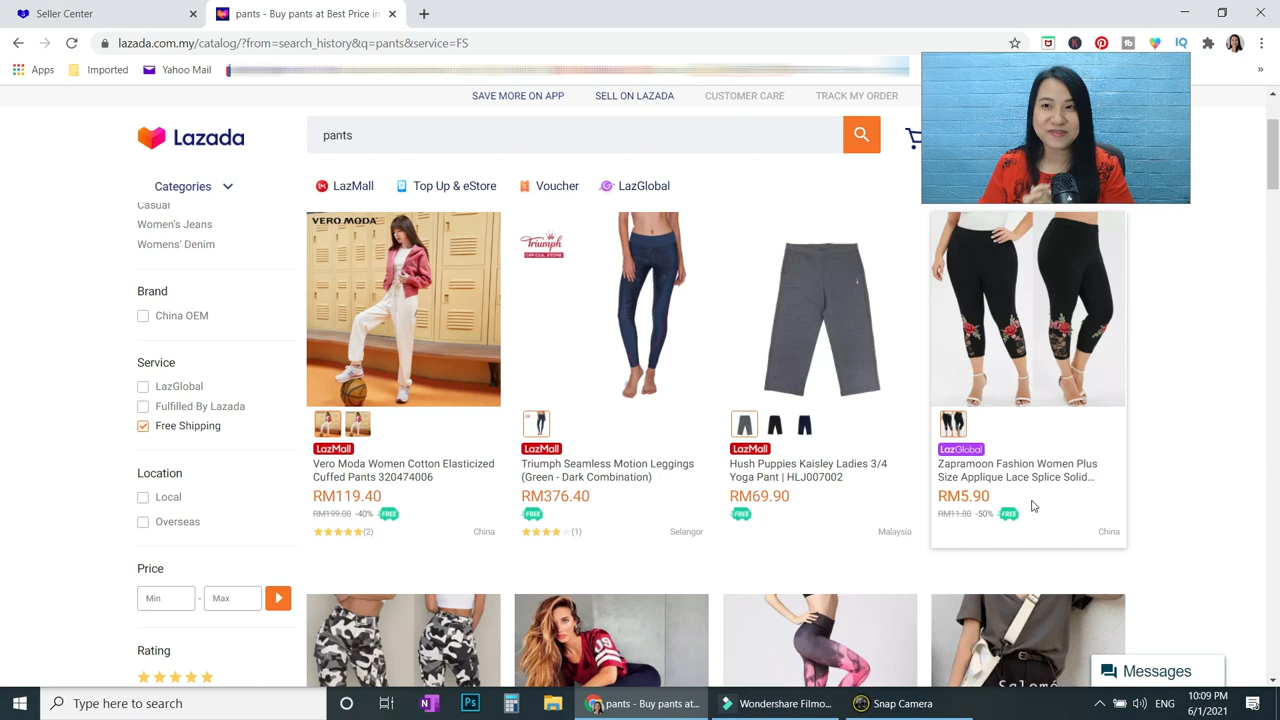 Seller Center
pants - Buy pants at Best Price in
lazada.com.my/catalog/?from=search_history&q=pants&service=FS
Apps
Imported
Yahoo Mail
SAVE MORE ON APP
SELL ON LAZADA
CUSTOMER CARE
TRACK MY ORDER
Lazada
pants
Categories
LazMall
Top Up & eStore
Voucher
LazGlobal
Casual
Women's Jeans
Womens' Denim
Brand
China OEM
Service
LazGlobal
Fulfilled By Lazada
Free Shipping
Location
Local
Overseas
Price
Min
-
Max
Rating
VERO MODA
LazMall
Vero Moda Women Cotton Elasticized
Cuffed Pants 320474006
RM119.40
RM199.00 -40% FREE
(2)
China
Triumph
OFFICIAL STORE
LazMall
Triumph Seamless Motion Leggings
(Green - Dark Combination)
RM376.40
FREE
(1)
Selangor
LazMall
Hush Puppies Kaisley Ladies 3/4
Yoga Pant | HLJ007002
RM69.90
FREE
Malaysia
LazGlobal
Zapramoon Fashion Women Plus
Size Applique Lace Splice Solid...
RM5.90
RM11.80 -50% FREE
China
Salomé
Messages
Type here to search
pants - Buy pants at...
Wondershare Filmo...
Snap Camera
ENG
10:09 PM
6/1/2021